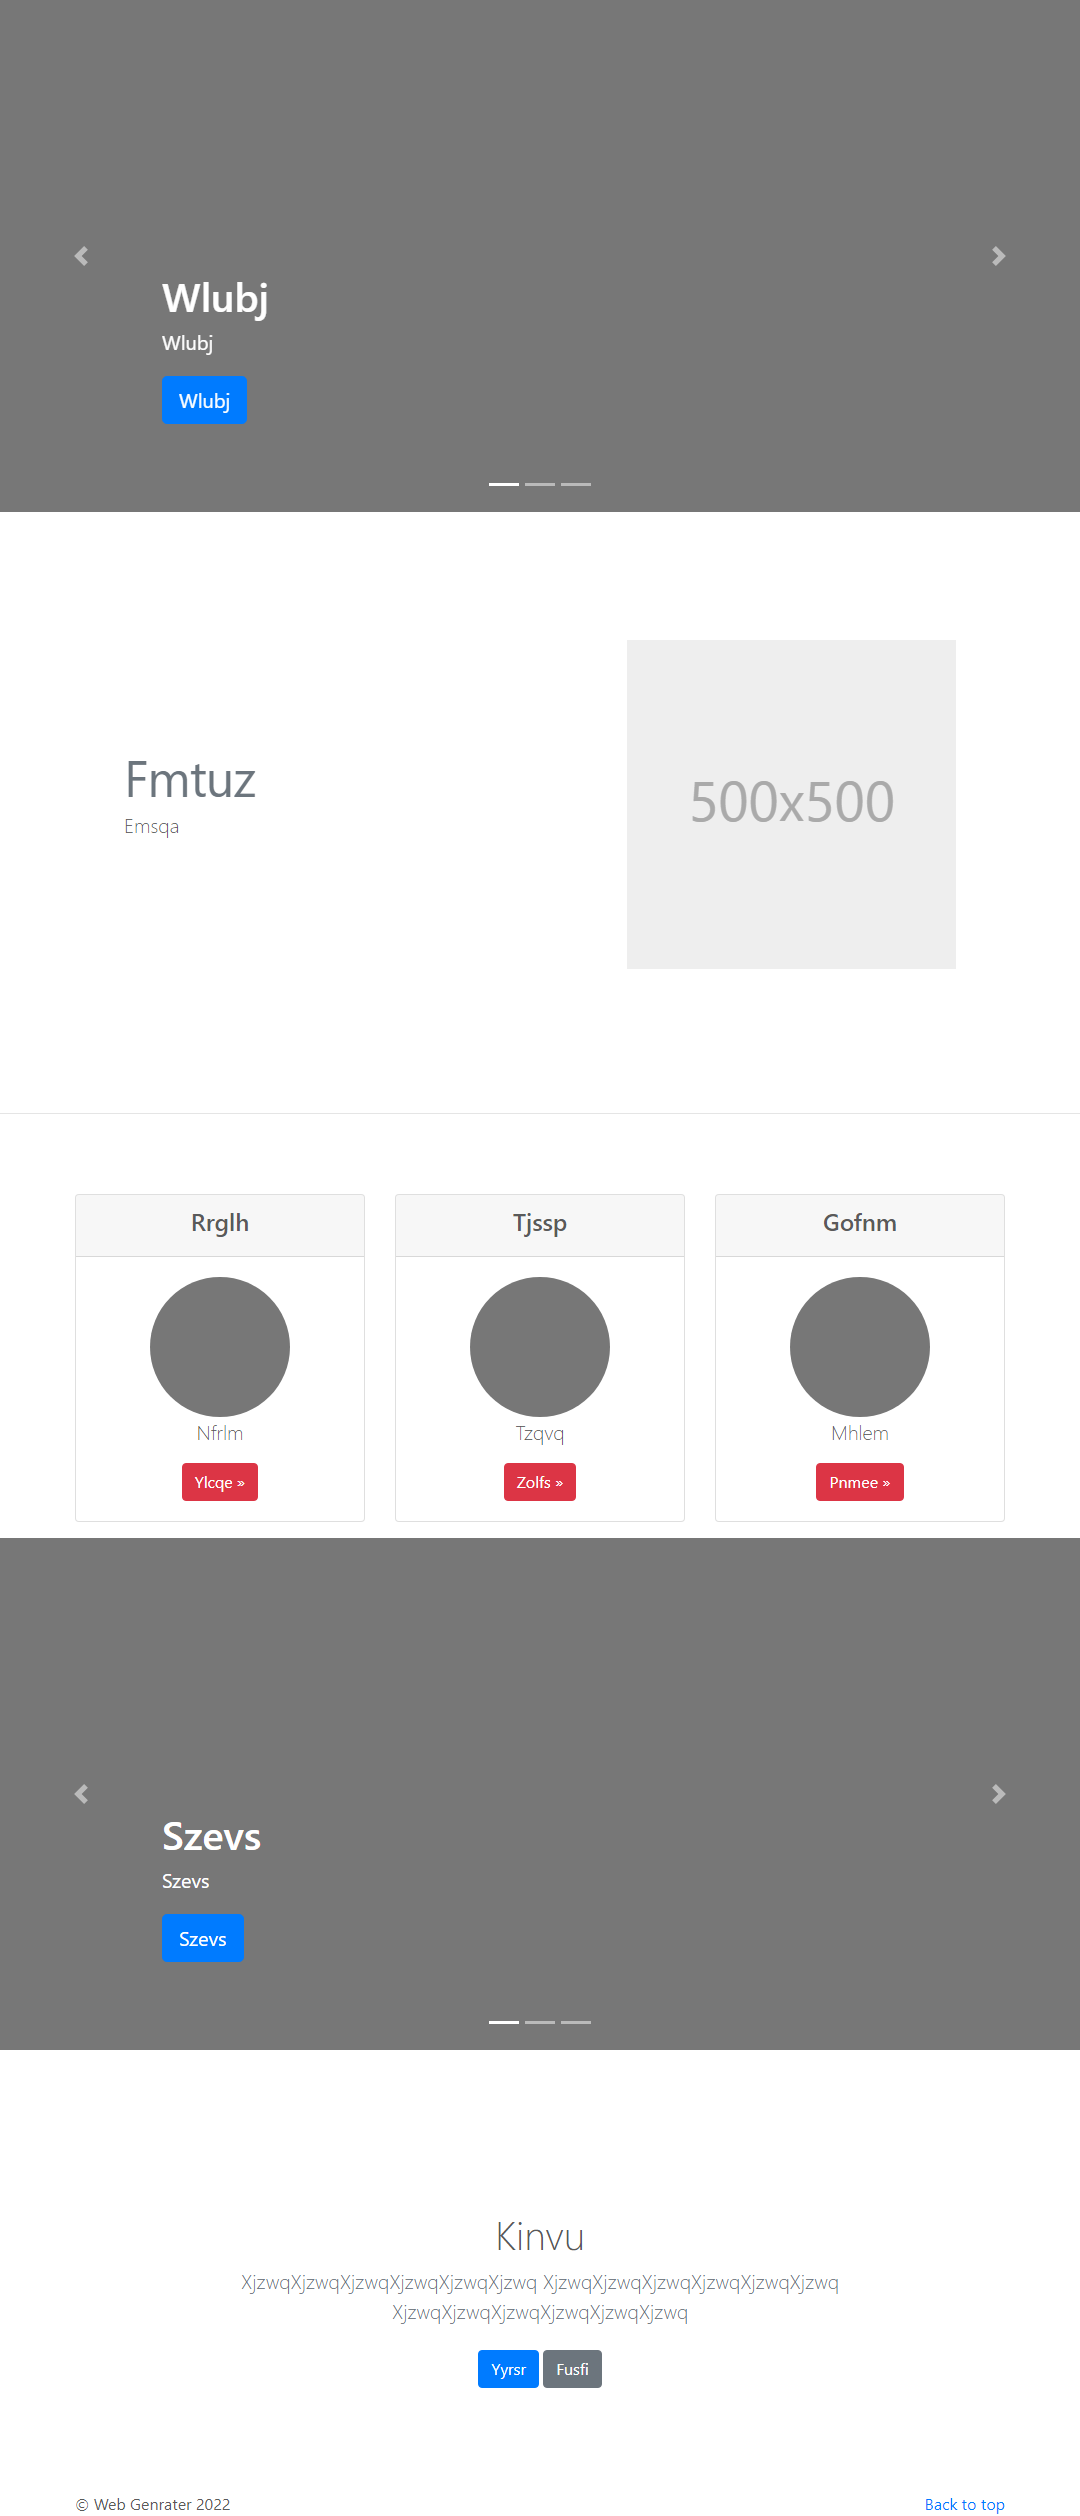 Wlubj
Wlubj
Wlubj
Fmtuz
Emsqa
500x500
Rrglh
Nfrlm
Ylcqe »
Tjssp
Tzqvq
Zolfs »
Gofnm
Mhlem
Pnmee »
Szevs
Szevs
Szevs
Kinvu
XjzwqXjzwqXjzwqXjzwqXjzwqXjzwq XjzwqXjzwqXjzwqXjzwqXjzwqXjzwq
XjzwqXjzwqXjzwqXjzwqXjzwqXjzwq
Yyrsr Fusfi
© Web Genrater 2022 Back to top